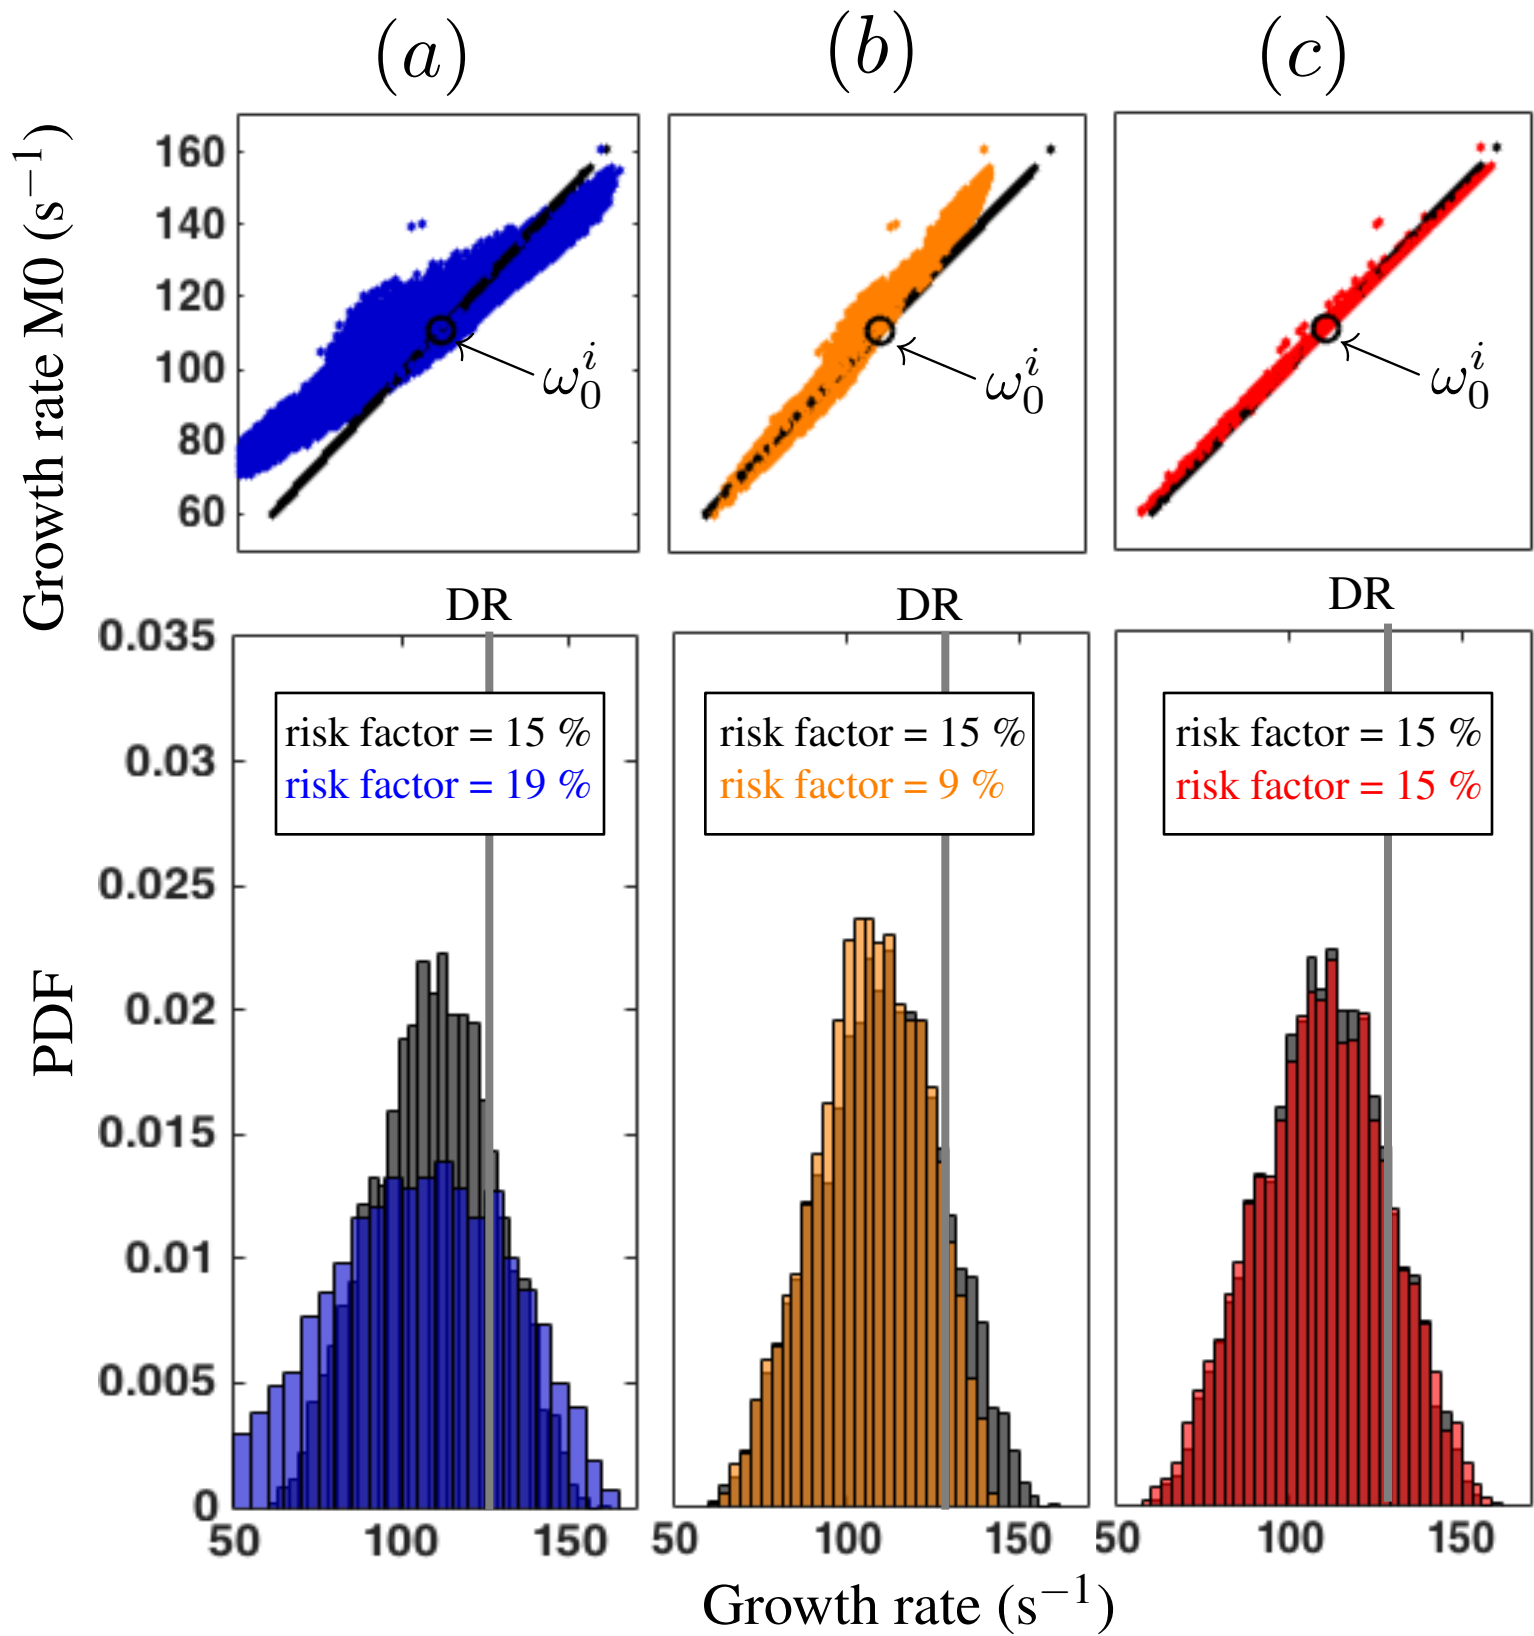 (a) (b) (c)
Growth rate M0 (s⁻¹)
160
140
120
100
80
60
ω₀ⁱ ω₀ⁱ ω₀ⁱ
DR DR DR
PDF
0.035
0.03
0.025
0.02
0.015
0.01
0.005
0
risk factor = 15 %
risk factor = 19 %
risk factor = 15 %
risk factor = 9 %
risk factor = 15 %
risk factor = 15 %
50 100 150 50 100 150 50 100 150
Growth rate (s⁻¹)